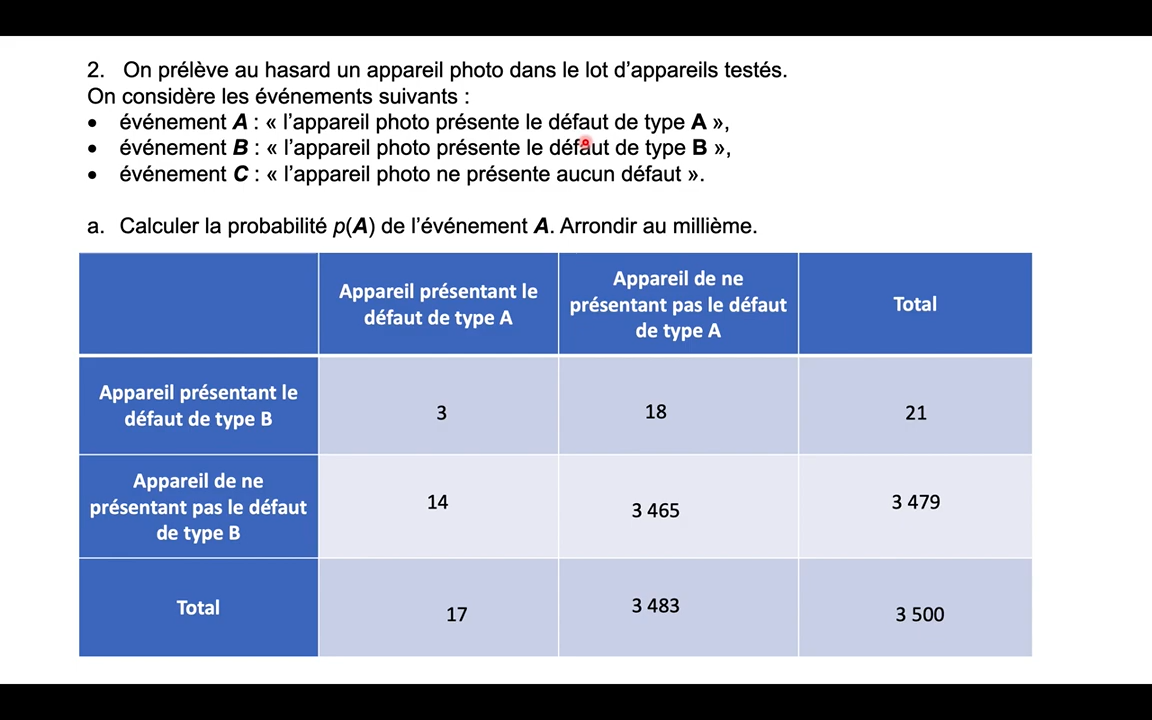 2. On prélève au hasard un appareil photo dans le lot d’appareils testés.
On considère les événements suivants :
• événement A : « l’appareil photo présente le défaut de type A »,
• événement B : « l’appareil photo présente le défaut de type B »,
• événement C : « l’appareil photo ne présente aucun défaut ».
a. Calculer la probabilité p(A) de l’événement A. Arrondir au millième.
Appareil présentant le
défaut de type A
Appareil de ne
présentant pas le défaut
de type A
Total
Appareil présentant le
défaut de type B
3
18
21
Appareil de ne
présentant pas le défaut
de type B
14
3 465
3 479
Total
17
3 483
3 500